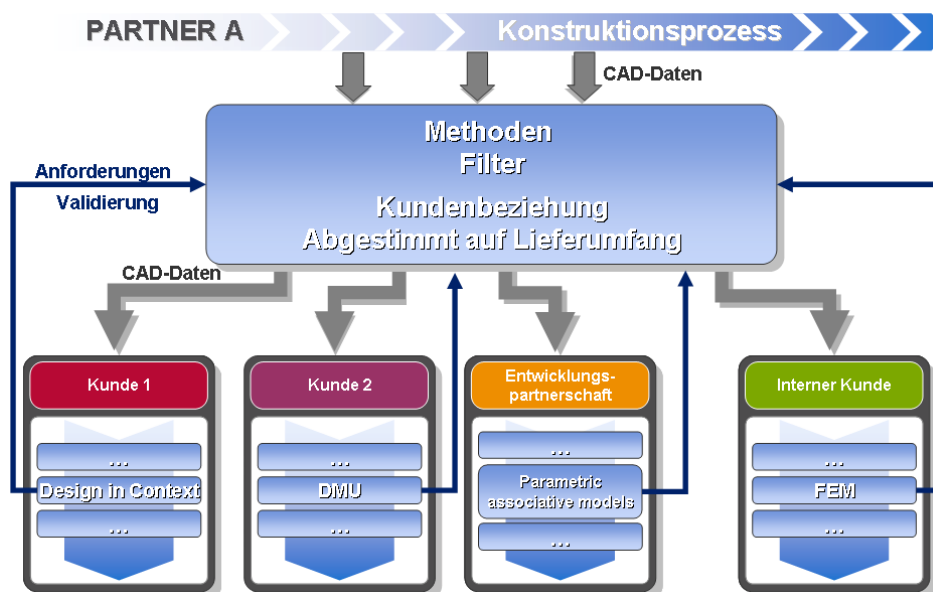 PARTNER A
Konstruktionsprozess
CAD-Daten
Methoden
Filter
Kundenbeziehung
Abgestimmt auf Lieferumfang
Anforderungen
Validierung
CAD-Daten
Kunde 1
...
Design in Context
...
Kunde 2
...
DMU
...
Entwicklungs-
partnerschaft
...
Parametric
associative models
...
Interner Kunde
...
FEM
...